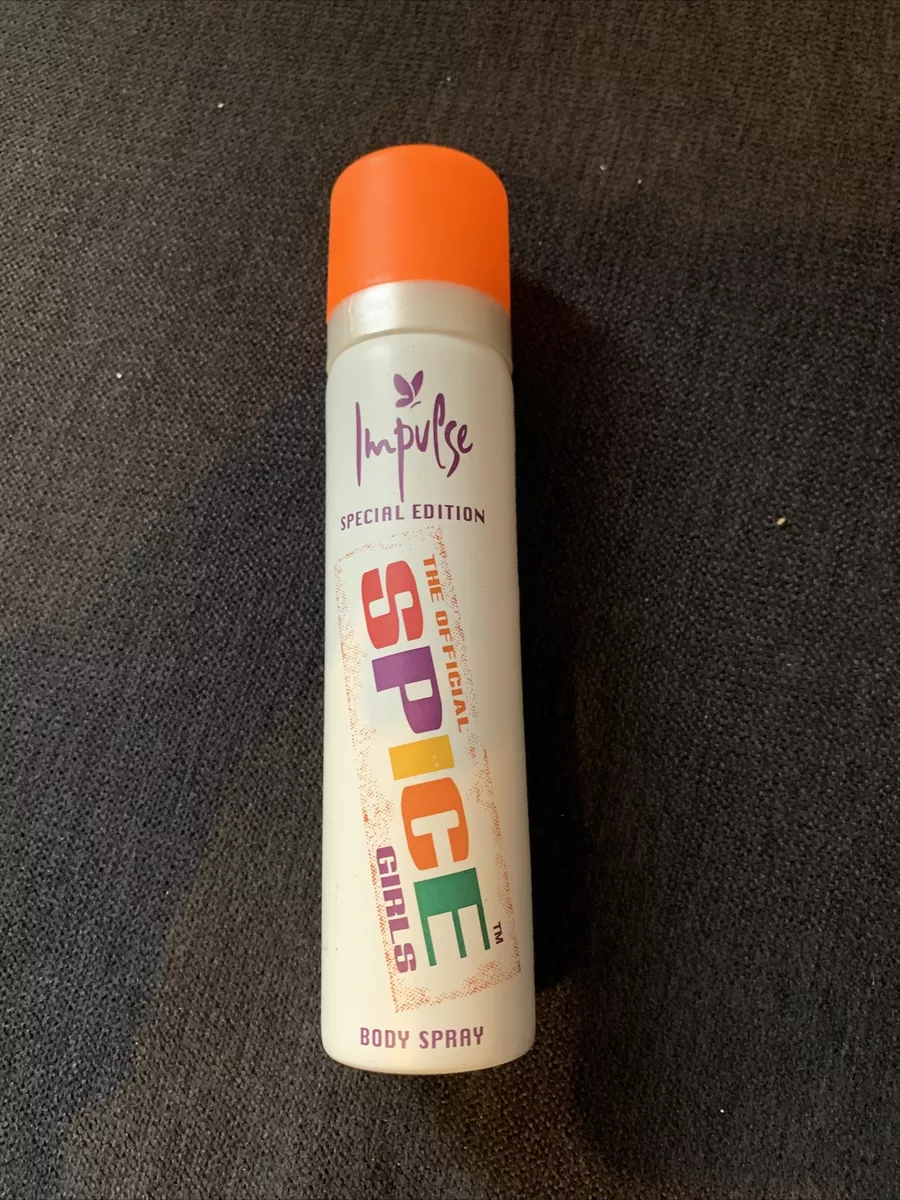 Impulse
SPECIAL EDITION
THE OFFICIAL
SPICE
TM
GIRLS
BODY SPRAY